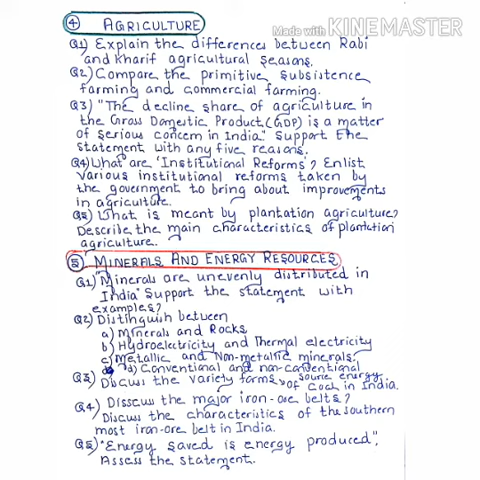 ④ AGRICULTURE
Made with KINEMASTER
Q1) Explain the differences between Rabi
and Kharif agricultural seasons.
Q2) Compare the primitive subsistence
farming and commercial farming.
Q3) "The decline share of agriculture in
the Gross Domestic Product (GDP) is a matter
of serious concern in India." Support the
statement with any five reasons.
Q4) What are 'Institutional Reforms'? Enlist
various institutional reforms taken by
the government to bring about improvements
in agriculture.
Q5) What is meant by plantation agriculture?
Describe the main characteristics of plantation
agriculture.
⑤ MINERALS AND ENERGY RESOURCES
Q1) "Minerals are unevenly distributed in
India" Support the statement with
examples?
Q2) Distinguish between
a) Minerals and Rocks
b) Hydroelectricity and Thermal electricity
c) Metallic and Non-metallic minerals.
d) Conventional and non-conventional
source energy
Q3) Discuss the variety forms of coal in India.
Q4) Disscuss the major iron-ore belts?
Discuss the characteristics of the southern
most iron-ore belt in India.
Q5) "Energy saved is energy produced",
Assess the statement.